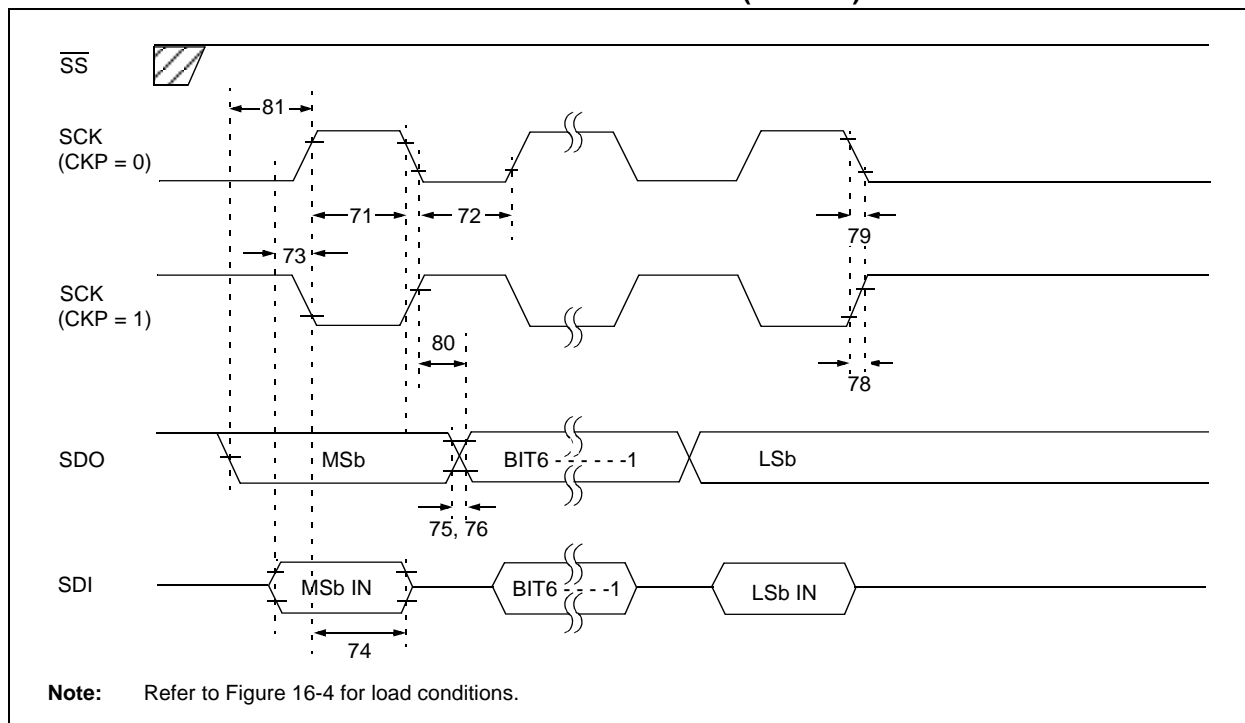 SS
81
SCK
(CKP = 0)
71
72
79
73
SCK
(CKP = 1)
80
78
SDO
MSb
BIT6 - - - - - -1
LSb
75, 76
SDI
MSb IN
BIT6 - - - -1
LSb IN
74
Note: Refer to Figure 16-4 for load conditions.